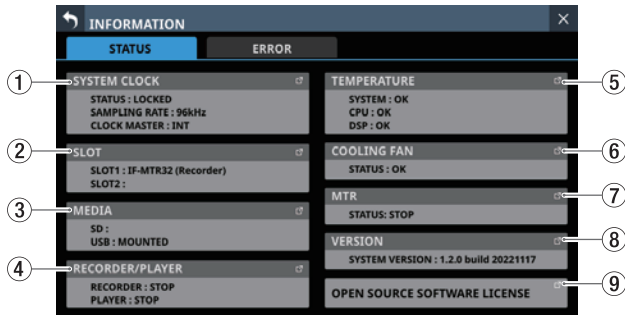 INFORMATION
STATUS
ERROR
1
SYSTEM CLOCK
STATUS : LOCKED
SAMPLING RATE : 96kHz
CLOCK MASTER : INT
2
SLOT
SLOT1 : IF-MTR32 (Recorder)
SLOT2 :
3
MEDIA
SD :
USB : MOUNTED
4
RECORDER/PLAYER
RECORDER : STOP
PLAYER : STOP
TEMPERATURE
5
SYSTEM : OK
CPU : OK
DSP : OK
COOLING FAN
6
STATUS : OK
MTR
7
STATUS: STOP
VERSION
8
SYSTEM VERSION : 1.2.0 build 20221117
OPEN SOURCE SOFTWARE LICENSE
9